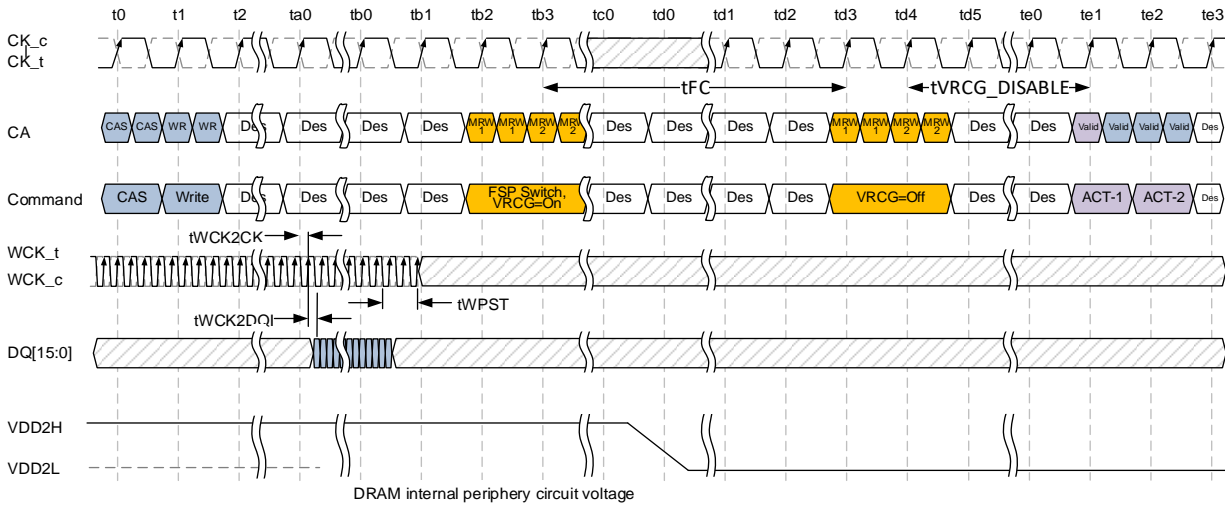 t0 t1 t2 ta0 tb0 tb1 tb2 tb3 tc0 td0 td1 td2 td3 td4 td5 te0 te1 te2 te3
CK_c
CK_t
tFC tVRCG_DISABLE
CA CAS CAS WR WR Des Des Des Des MRW 1 MRW 1 MRW 2 MRW 2 Des Des Des Des MRW 1 MRW 1 MRW 2 MRW 2 Des Des Valid Valid Valid Valid Des
Command CAS Write Des Des Des Des FSP Switch, VRCG=On Des Des Des Des VRCG=Off Des Des ACT-1 ACT-2 Des
tWCK2CK
WCK_t
WCK_c
tWPST
tWCK2DQI
DQ[15:0]
VDD2H
VDD2L
DRAM internal periphery circuit voltage